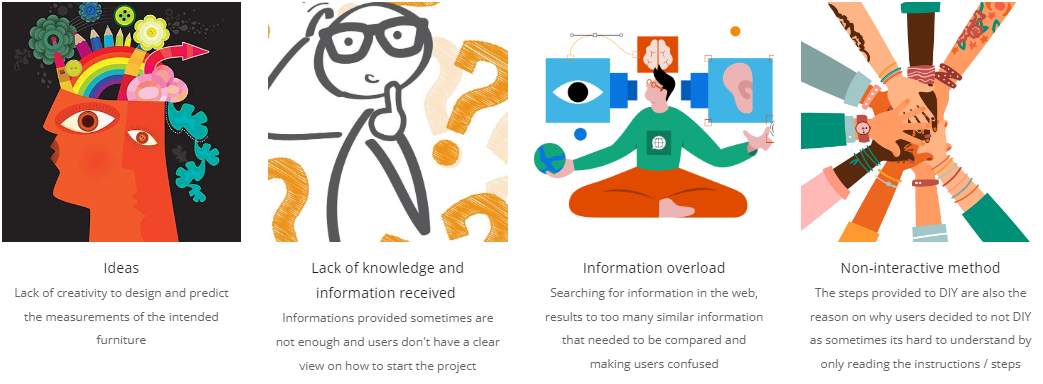 Ideas
Lack of creativity to design and predict
the measurements of the intended
furniture
Lack of knowledge and
information received
Informations provided sometimes are
not enough and users don't have a clear
view on how to start the project
Information overload
Searching for information in the web,
results to too many similar information
that needed to be compared and
making users confused
Non-interactive method
The steps provided to DIY are also the
reason on why users decided to not DIY
as sometimes its hard to understand by
only reading the instructions / steps